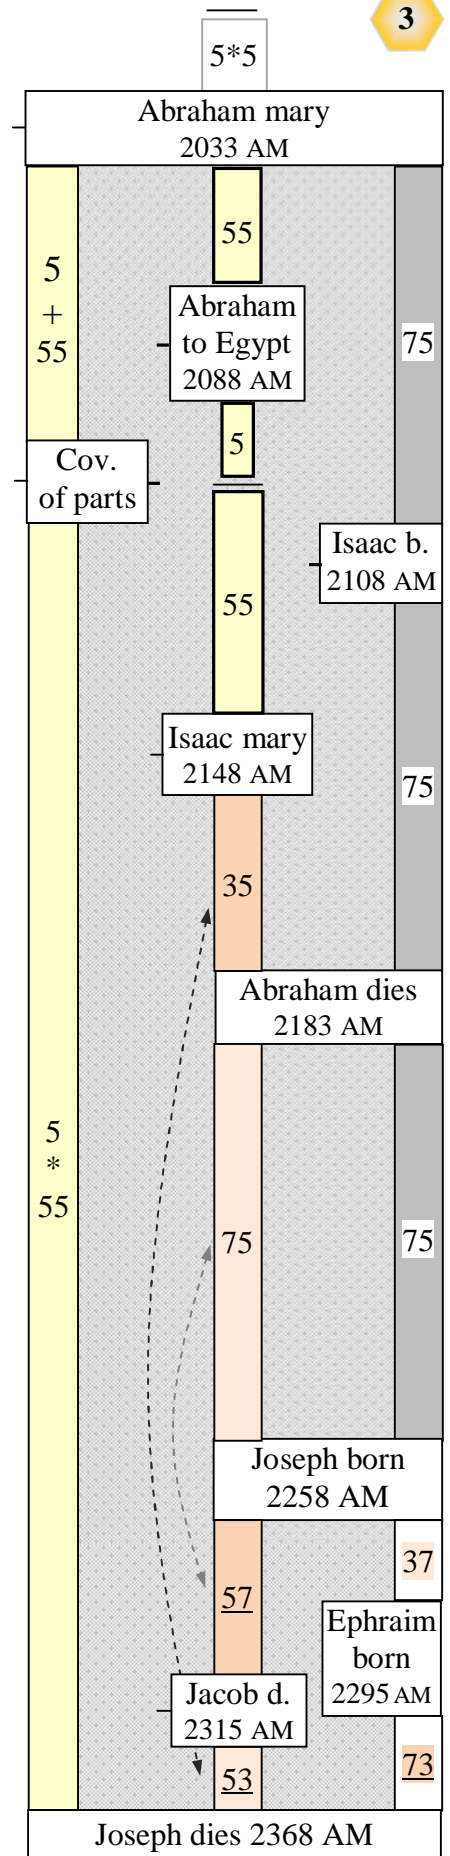 3
5*5
Abraham mary
2033 AM
55
5
+
55
Abraham
to Egypt
2088 AM
75
5
Cov.
of parts
Isaac b.
2108 AM
55
Isaac mary
2148 AM
75
35
Abraham dies
2183 AM
5
*
55
75
75
Joseph born
2258 AM
37
57
Ephraim
born
2295 AM
Jacob d.
2315 AM
73
53
Joseph dies 2368 AM